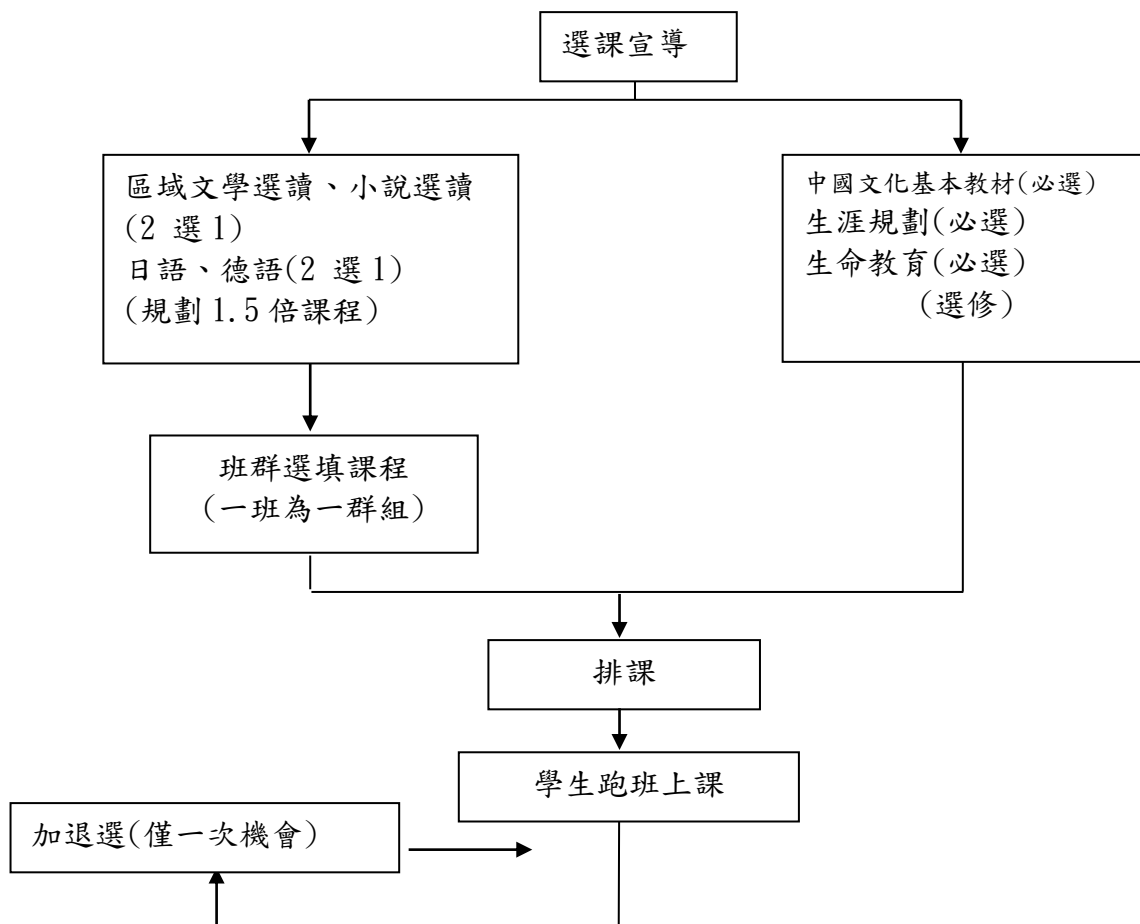 選課宣導
區域文學選讀、小說選讀
(2 選1)
日語、德語(2 選1)
(規劃1.5倍課程)
中國文化基本教材(必選)
生涯規劃(必選)
生命教育(必選)
(選修)
班群選填課程
(一班為一群組)
排課
學生跑班上課
加退選(僅一次機會)